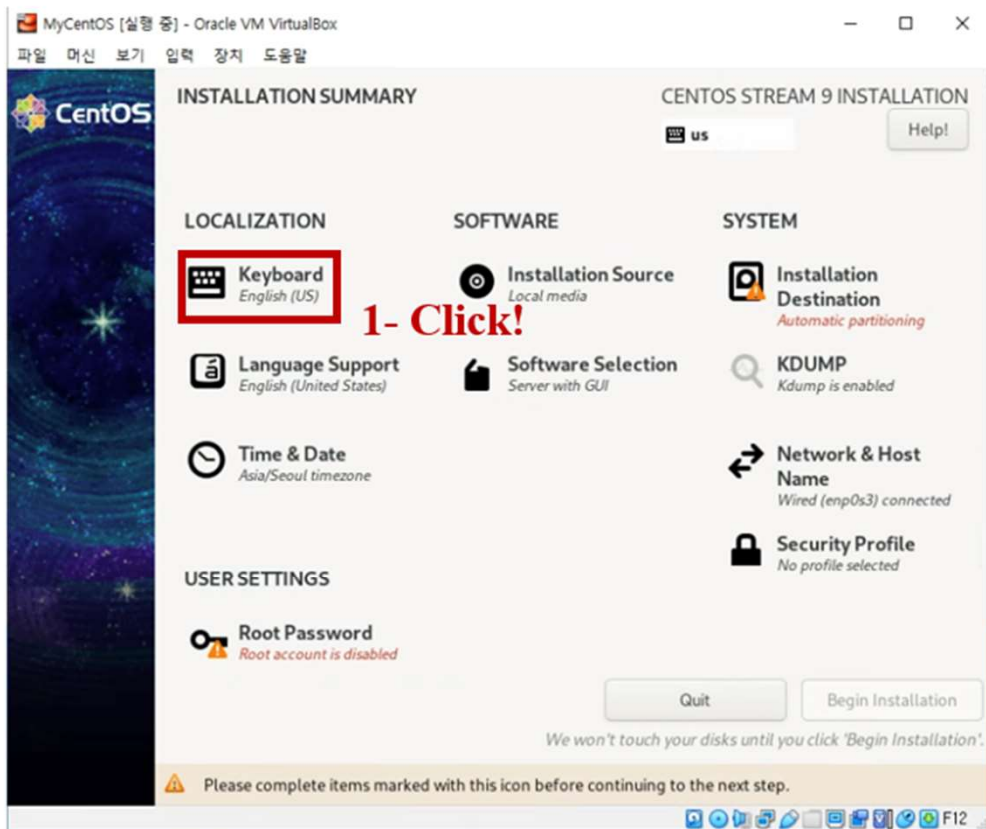 MyCentOS [실행 중] - Oracle VM VirtualBox
파일 머신 보기 입력 장치 도움말
CentOS
INSTALLATION SUMMARY
CENTOS STREAM 9 INSTALLATION
us
Help!
LOCALIZATION
Keyboard
English (US)
1- Click!
Language Support
English (United States)
Time & Date
Asia/Seoul timezone
SOFTWARE
Installation Source
Local media
Software Selection
Server with GUI
SYSTEM
Installation
Destination
Automatic partitioning
KDUMP
Kdump is enabled
Network & Host
Name
Wired (enp0s3) connected
Security Profile
No profile selected
USER SETTINGS
Root Password
Root account is disabled
Quit
Begin Installation
We won't touch your disks until you click 'Begin Installation'.
Please complete items marked with this icon before continuing to the next step.
F12